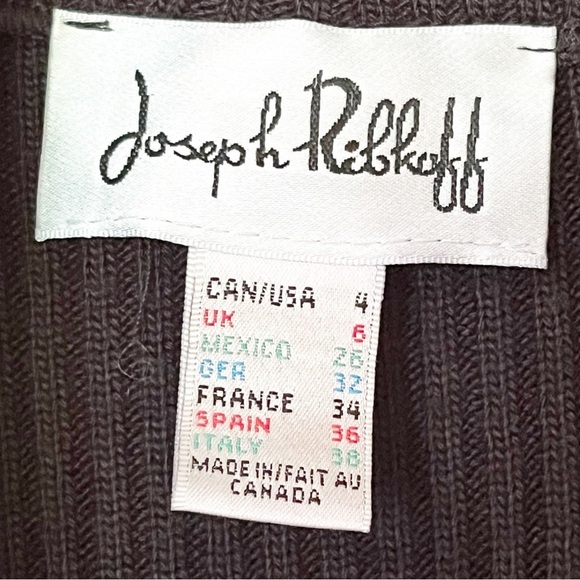 Joseph Ribkoff
CAN/USA 4
UK 6
MEXICO 26
GER 32
FRANCE 34
SPAIN 36
ITALY 38
MADE IN/FAIT AU
CANADA